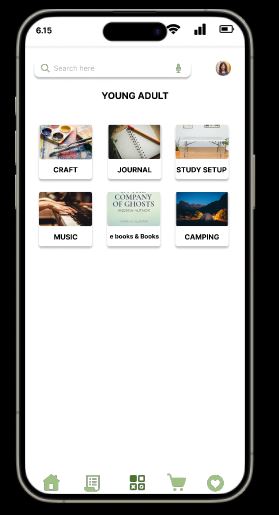 6.15
Search here
YOUNG ADULT
CRAFT
JOURNAL
STUDY SETUP
COMPANY
OF GHOSTS
MUSIC
e books & Books
CAMPING